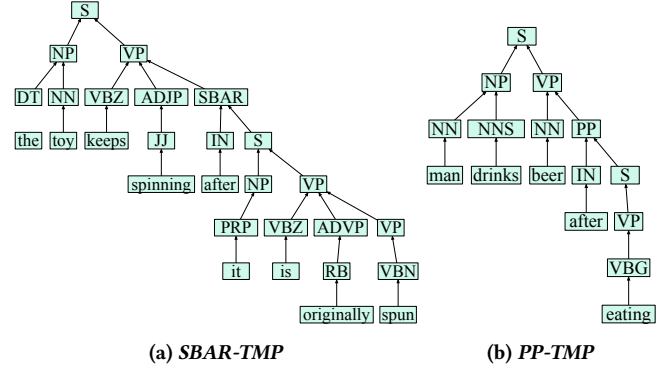 S
S
NP VP
NP VP
DT NN VBZ ADJP SBAR
NN NNS NN PP
the toy keeps JJ IN S
man drinks beer IN S
spinning after NP VP
after VP
PRP VBZ ADVP VP
VBG
it is RB VBN
eating
originally spun
(a) SBAR-TMP (b) PP-TMP